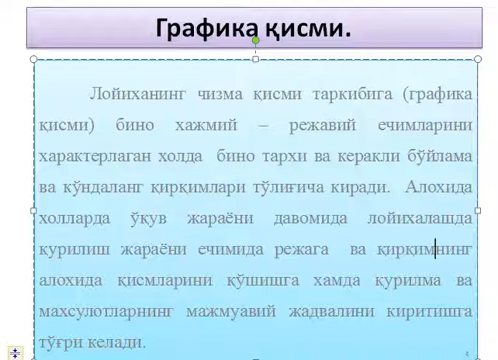 Графика қисми.
Лойиханинг чизма қисми таркибига (графика
қисми) бино хажмий – режавий ечимларини
характерлаган холда бино тархи ва керакли бўйлама
ва кўндаланг қирқимлари тўлиғича киради. Алохида
холларда ўқув жараёни давомида лойихалашда
қурилиш жараёни ечимида режага ва қирқимнинг
алохида қисмларини қўшишга хамда қурилма ва
махсулотларнинг мажмуавий жадвалини киритишга
тўғри келади.